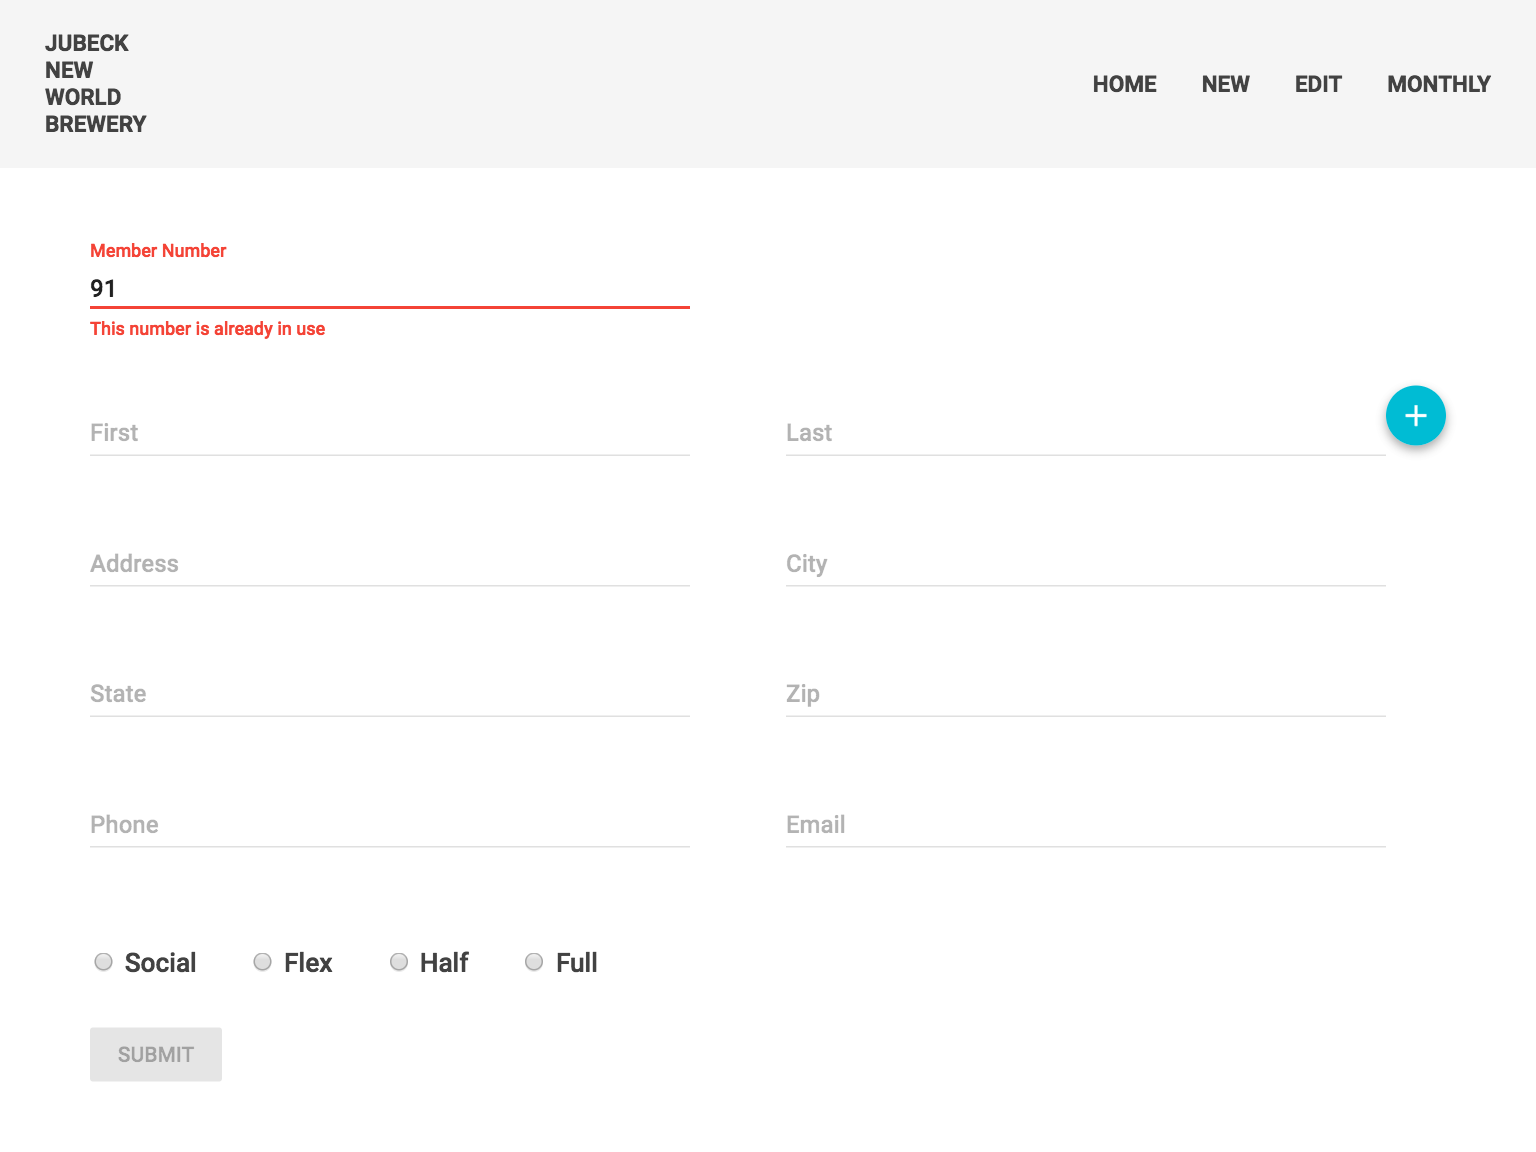 JUBECK
NEW
WORLD
BREWERY
HOME NEW EDIT MONTHLY
Member Number
91
This number is already in use
First Last
+
Address City
State Zip
Phone Email
Social Flex Half Full
SUBMIT